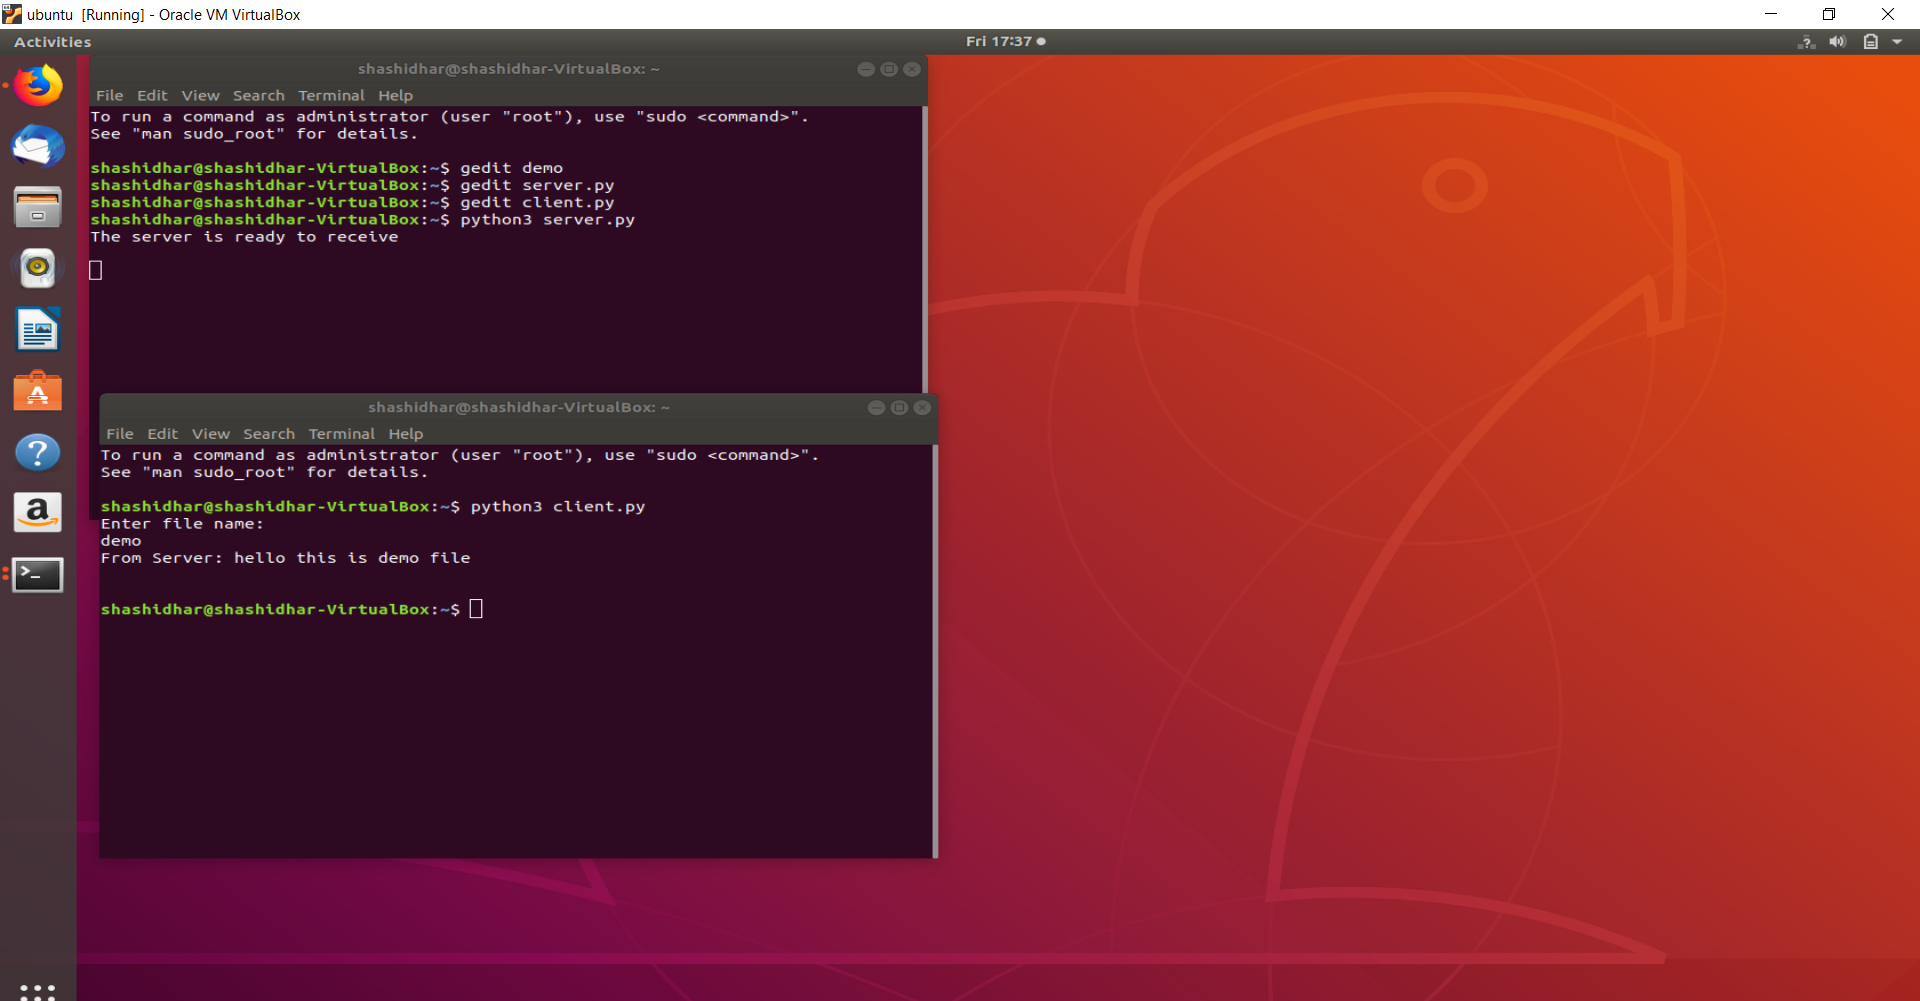 ubuntu [Running] - Oracle VM VirtualBox
Activities
Fri 17:37
shashidhar@shashidhar-VirtualBox: ~
File Edit View Search Terminal Help
To run a command as administrator (user "root"), use "sudo <command>".
See "man sudo_root" for details.
shashidhar@shashidhar-VirtualBox:~$ gedit demo
shashidhar@shashidhar-VirtualBox:~$ gedit server.py
shashidhar@shashidhar-VirtualBox:~$ gedit client.py
shashidhar@shashidhar-VirtualBox:~$ python3 server.py
The server is ready to receive
shashidhar@shashidhar-VirtualBox: ~
File Edit View Search Terminal Help
To run a command as administrator (user "root"), use "sudo <command>".
See "man sudo_root" for details.
shashidhar@shashidhar-VirtualBox:~$ python3 client.py
Enter file name:
demo
From Server: hello this is demo file
shashidhar@shashidhar-VirtualBox:~$